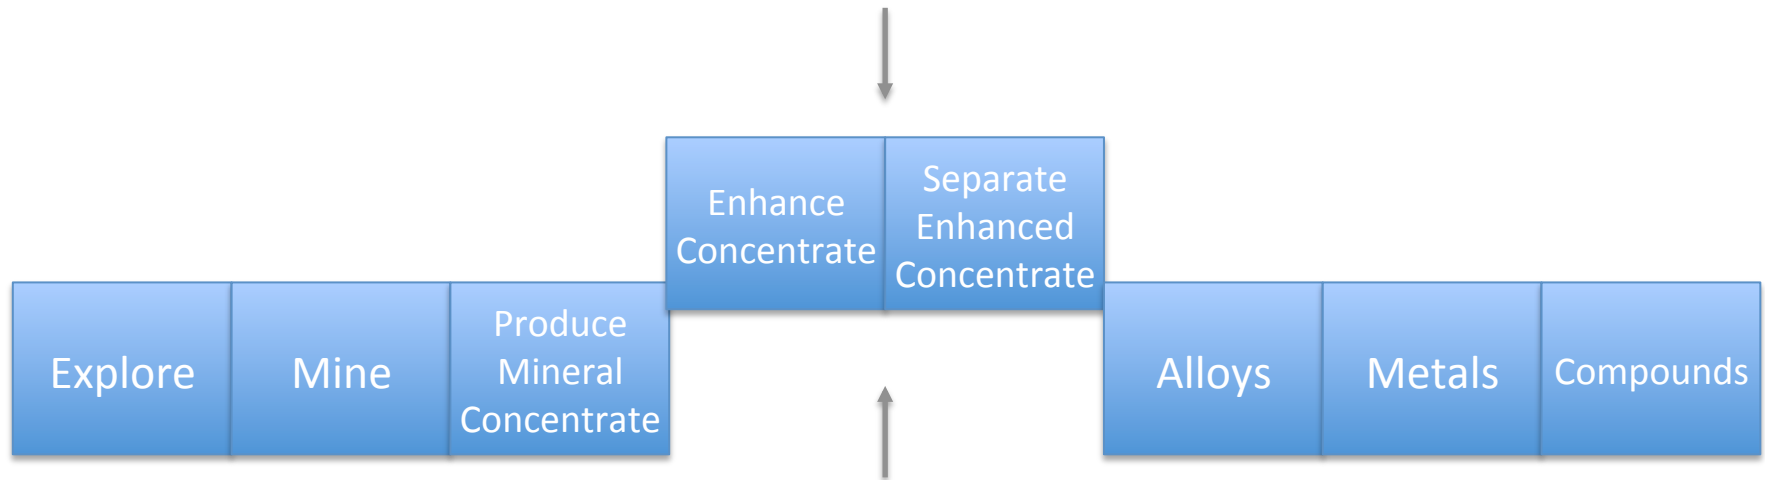 Explore
Mine
Produce
Mineral
Concentrate
Enhance
Concentrate
Separate
Enhanced
Concentrate
Alloys
Metals
Compounds